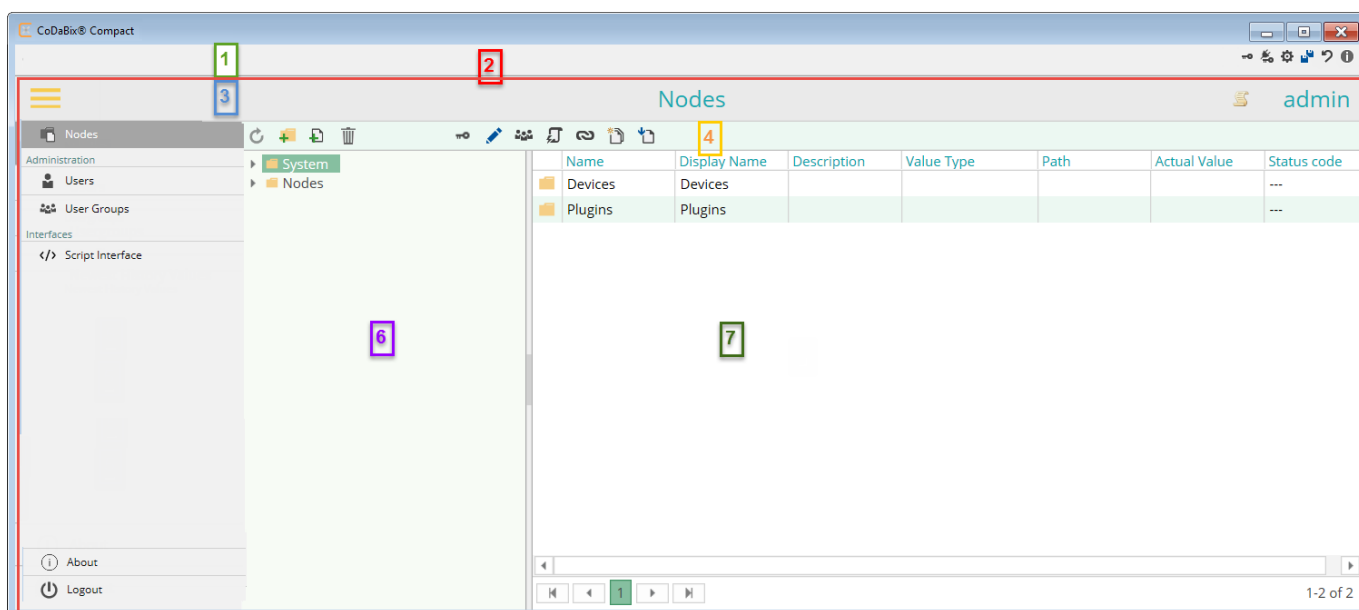 CoDaBix® Compact
1
2
3
Nodes
admin
Nodes
4
Administration
Users
User Groups
Interfaces
Script Interface
System
Nodes
Name Display Name Description Value Type Path Actual Value Status code
Devices Devices ---
Plugins Plugins ---
6
7
About
Logout
1
1-2 of 2